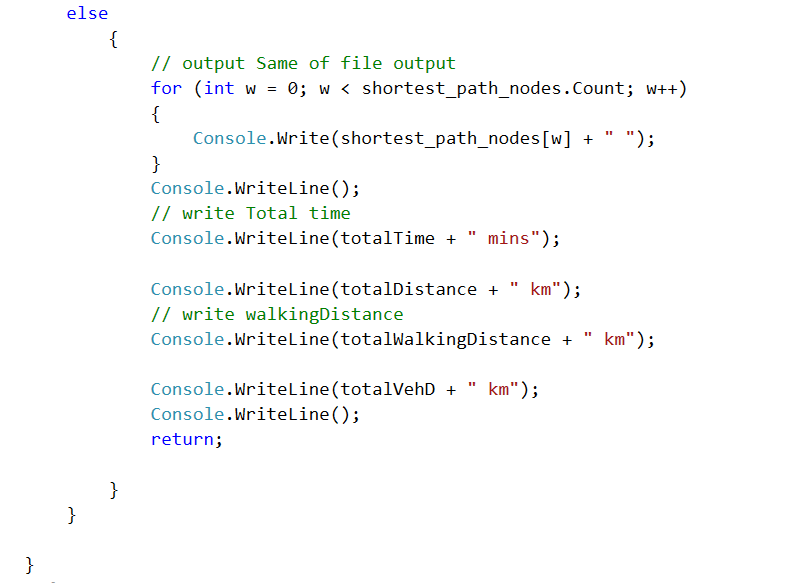 else
{
// output Same of file output
for (int w = 0; w < shortest_path_nodes.Count; w++)
{
Console.Write(shortest_path_nodes[w] + " ");
}
Console.WriteLine();
// write Total time
Console.WriteLine(totalTime + " mins");
Console.WriteLine(totalDistance + " km");
// write walkingDistance
Console.WriteLine(totalWalkingDistance + " km");
Console.WriteLine(totalVehD + " km");
Console.WriteLine();
return;
}
}
}